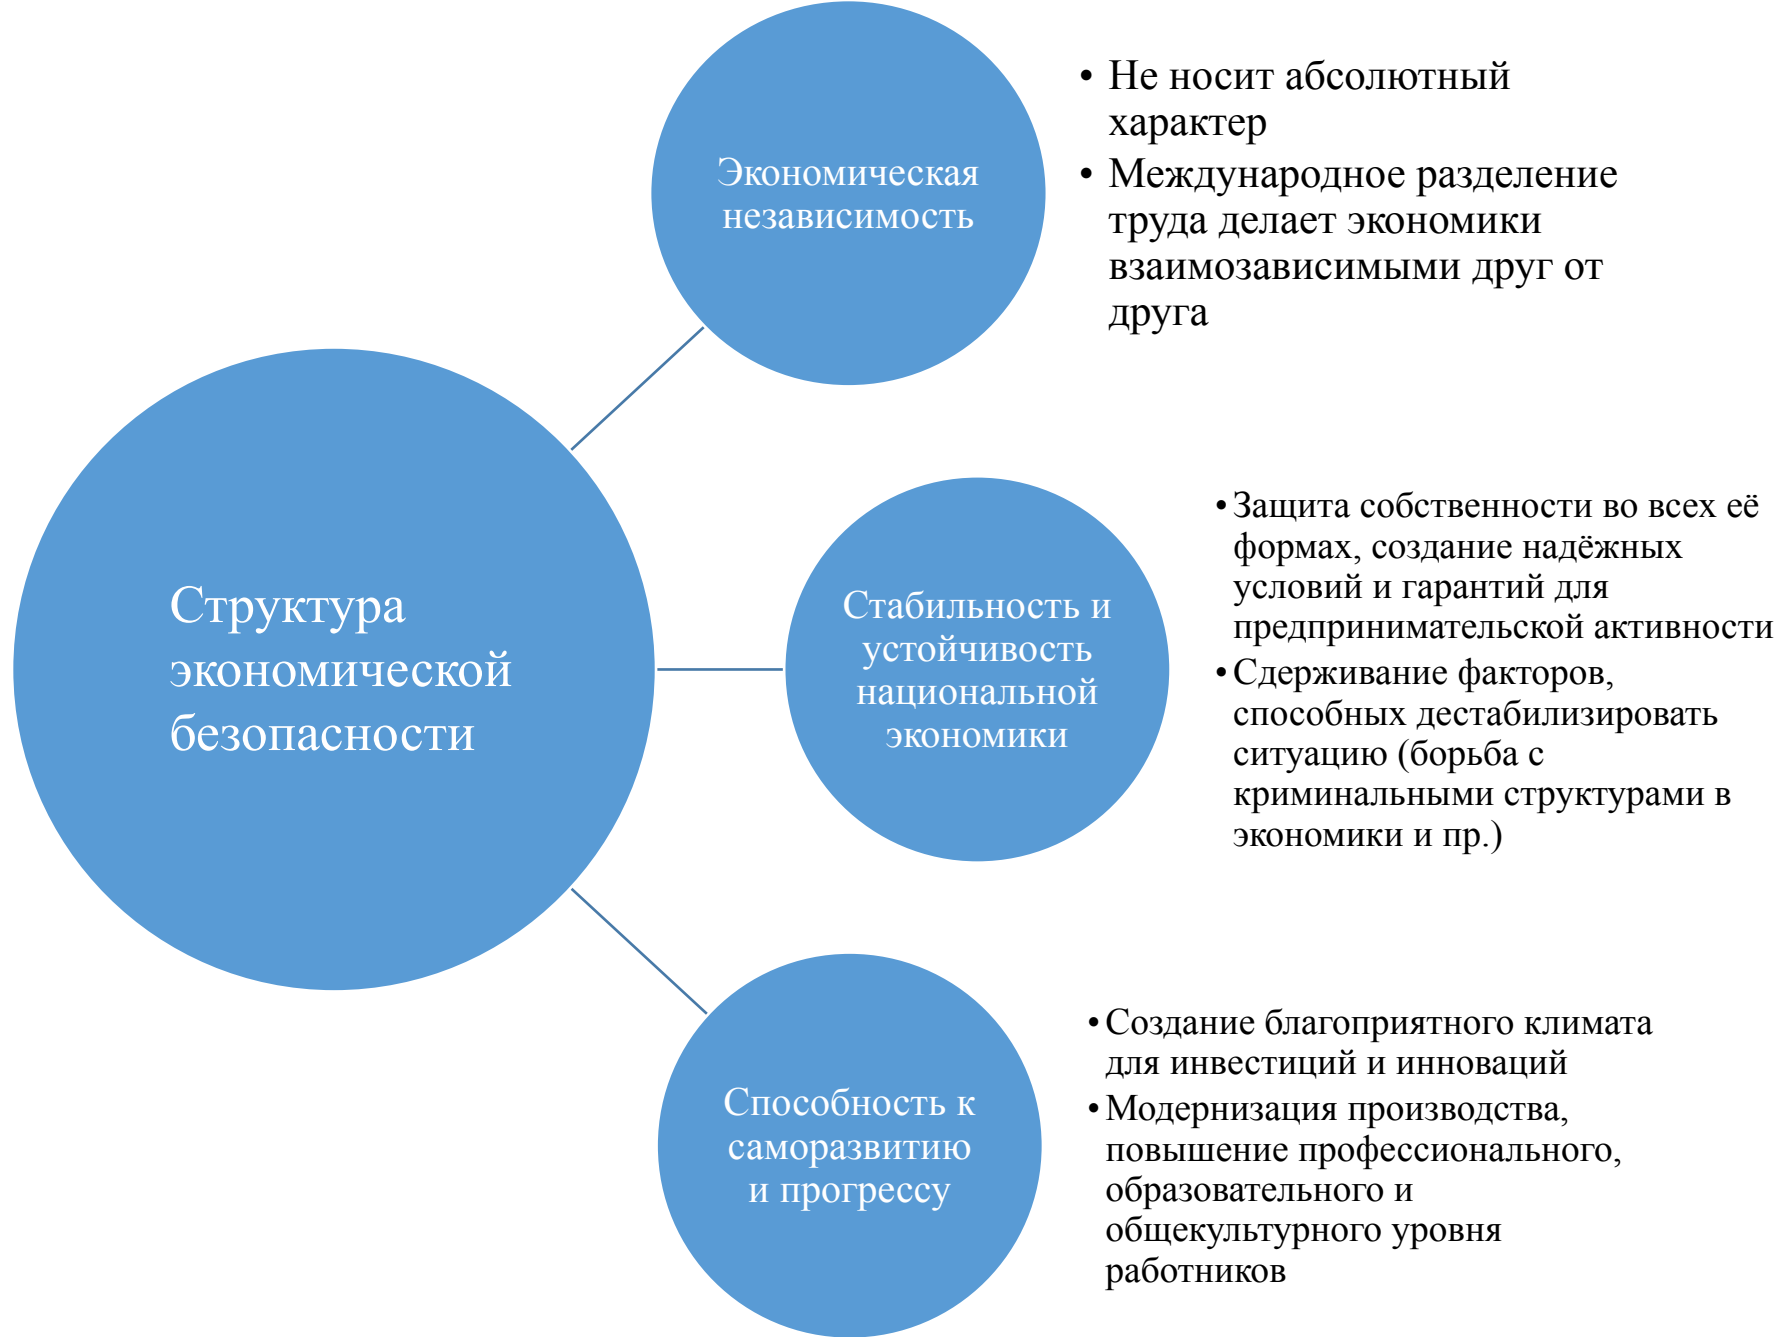 Структура
экономической
безопасности
Экономическая
независимость
• Не носит абсолютный
характер
• Международное разделение
труда делает экономики
взаимозависимыми друг от
друга
Стабильность и
устойчивость
национальной
экономики
• Защита собственности во всех её
формах, создание надёжных
условий и гарантий для
предпринимательской активности
• Сдерживание факторов,
способных дестабилизировать
ситуацию (борьба с
криминальными структурами в
экономики и пр.)
Способность к
саморазвитию
и прогрессу
• Создание благоприятного климата
для инвестиций и инноваций
• Модернизация производства,
повышение профессионального,
образовательного и
общекультурного уровня
работников